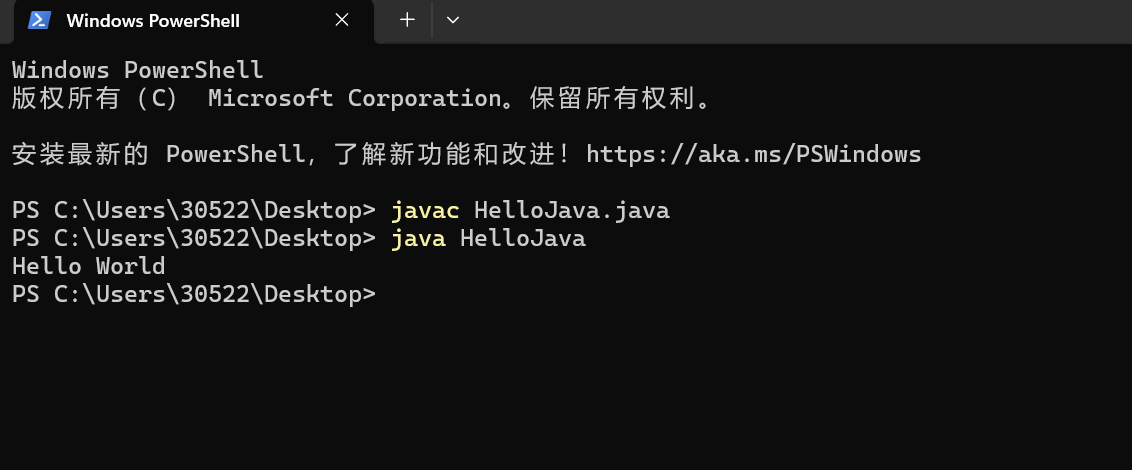 Windows PowerShell
Windows PowerShell
版权所有（C） Microsoft Corporation。保留所有权利。
安装最新的 PowerShell，了解新功能和改进！https://aka.ms/PSWindows
PS C:\Users\30522\Desktop> javac HelloJava.java
PS C:\Users\30522\Desktop> java HelloJava
Hello World
PS C:\Users\30522\Desktop>